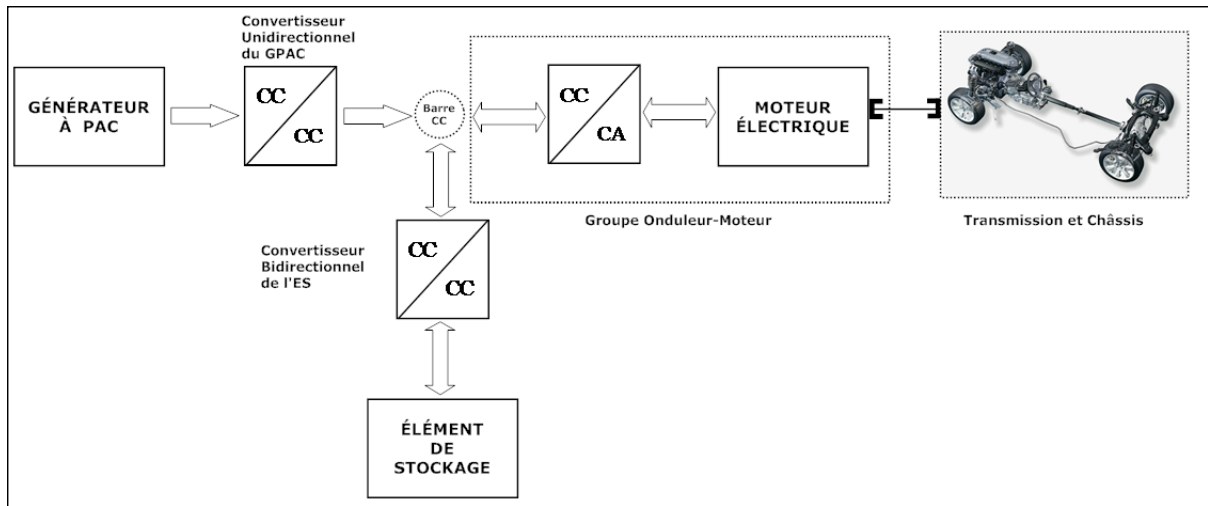 Convertisseur
Unidirectionnel
du GPAC
GÉNÉRATEUR
À PAC
CC
CC
Barre
CC
CC
CA
MOTEUR
ÉLECTRIQUE
Groupe Onduleur-Moteur
Transmission et Châssis
Convertisseur
Bidirectionnel
de l'ES
CC
CC
ÉLÉMENT
DE
STOCKAGE